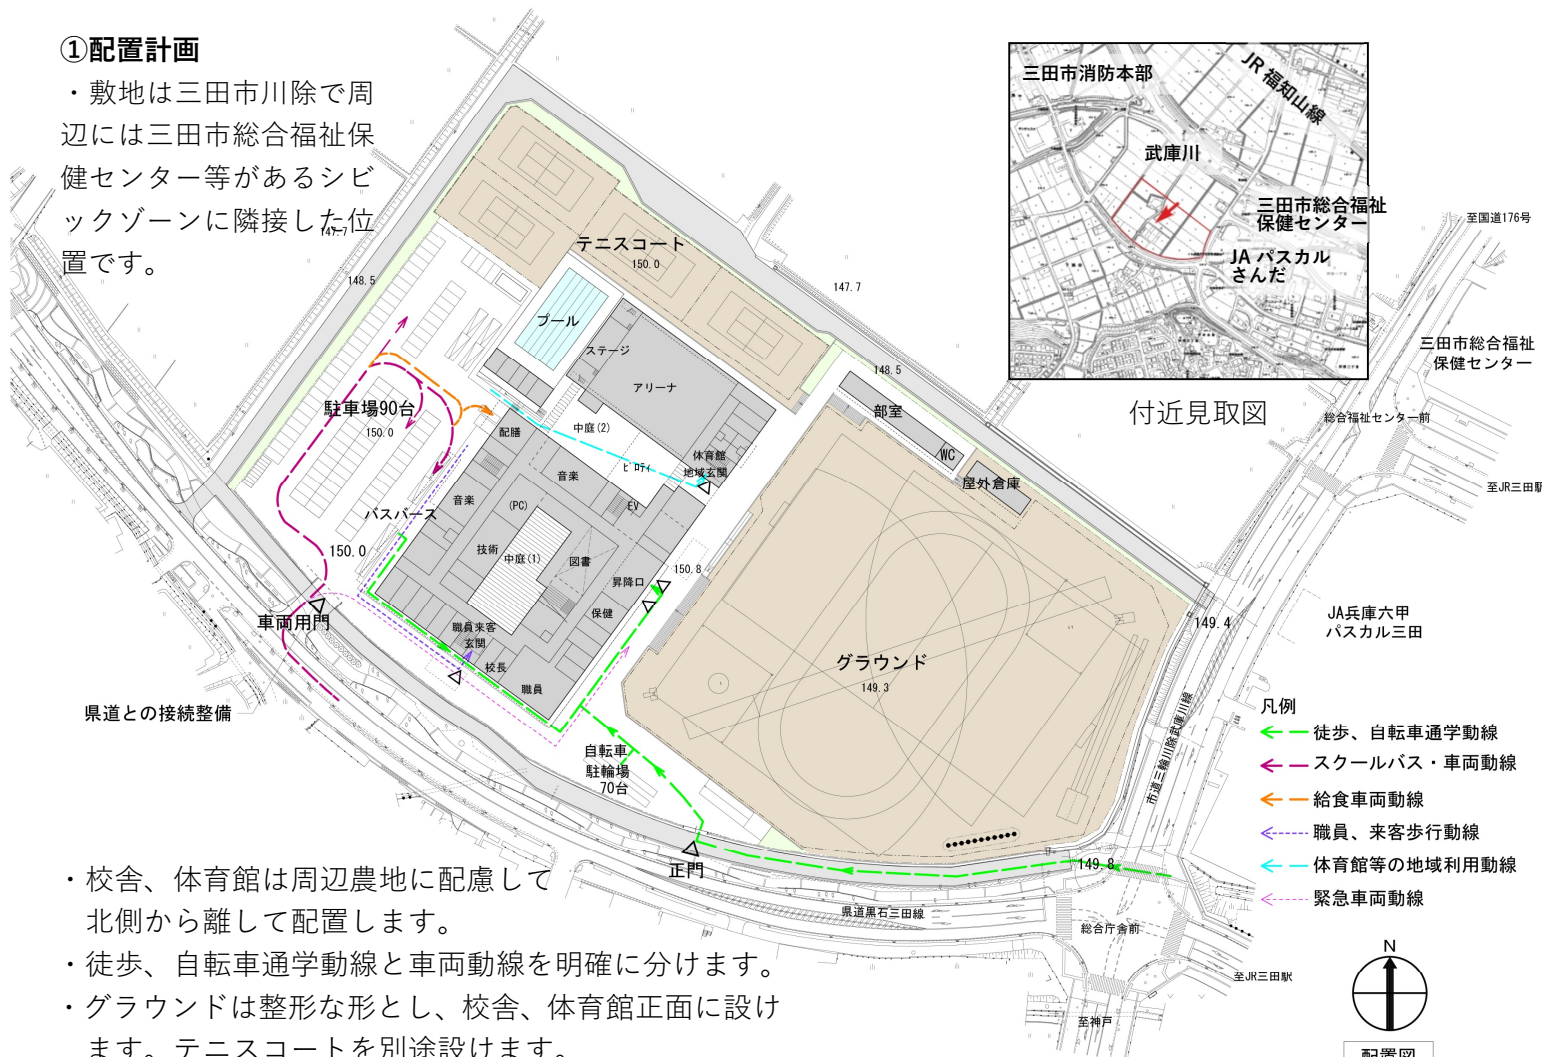 ①配置計画
・敷地は三田市川除で周
辺には三田市総合福祉保
健センター等があるシビ
ックゾーンに隣接した位
置です。
三田市消防本部
JR 福知山線
武庫川
三田市総合福祉
保健センター
JA パスカル
さんだ
付近見取図
至国道176号
三田市総合福祉
保健センター
総合福祉センター前
至JR三田駅
147.7
148.5
テニスコート
150.0
147.7
プール
ステージ
アリーナ
148.5
部室
WC
屋外倉庫
駐車場90台
150.0
配膳
中庭(2)
ピロティ
体育館
地域玄関
音楽
音楽
(PC)
EV
バスバース
150.0
技術
中庭(1)
図書
昇降口
150.8
保健
車両用門
職員来客
玄関
校長
職員
グラウンド
149.3
149.4
JA兵庫六甲
パスカル三田
県道との接続整備
自転車
駐輪場
70台
市道三輪川除武庫川線
正門
149.8
県道黒石三田線
総合庁舎前
至JR三田駅
至神戸
凡例
徒歩、自転車通学動線
スクールバス・車両動線
給食車両動線
職員、来客歩行動線
体育館等の地域利用動線
緊急車両動線
・校舎、体育館は周辺農地に配慮して
北側から離して配置します。
・徒歩、自転車通学動線と車両動線を明確に分けます。
・グラウンドは整形な形とし、校舎、体育館正面に設け
ます。テニスコートを別途設けます。
N
配置図